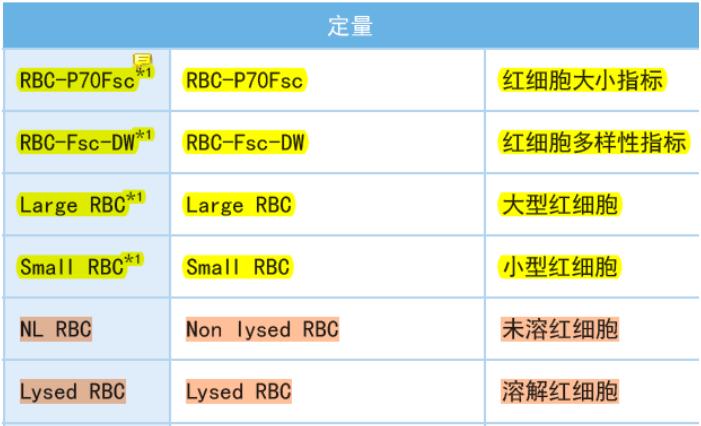 定量
RBC-P70Fsc*1 RBC-P70Fsc 红细胞大小指标
RBC-Fsc-DW*1 RBC-Fsc-DW 红细胞多样性指标
Large RBC*1 Large RBC 大型红细胞
Small RBC*1 Small RBC 小型红细胞
NL RBC Non lysed RBC 未溶红细胞
Lysed RBC Lysed RBC 溶解红细胞